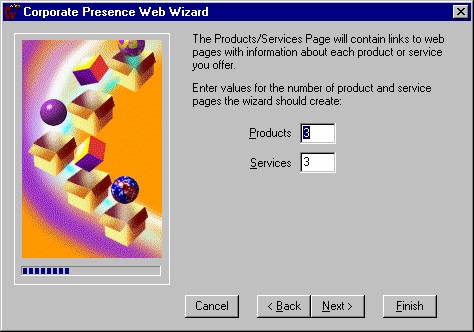 Corporate Presence Web Wizard
The Products/Services Page will contain links to web
pages with information about each product or service
you offer.
Enter values for the number of product and service
pages the wizard should create:
Products 3
Services 3
Cancel < Back Next > Finish